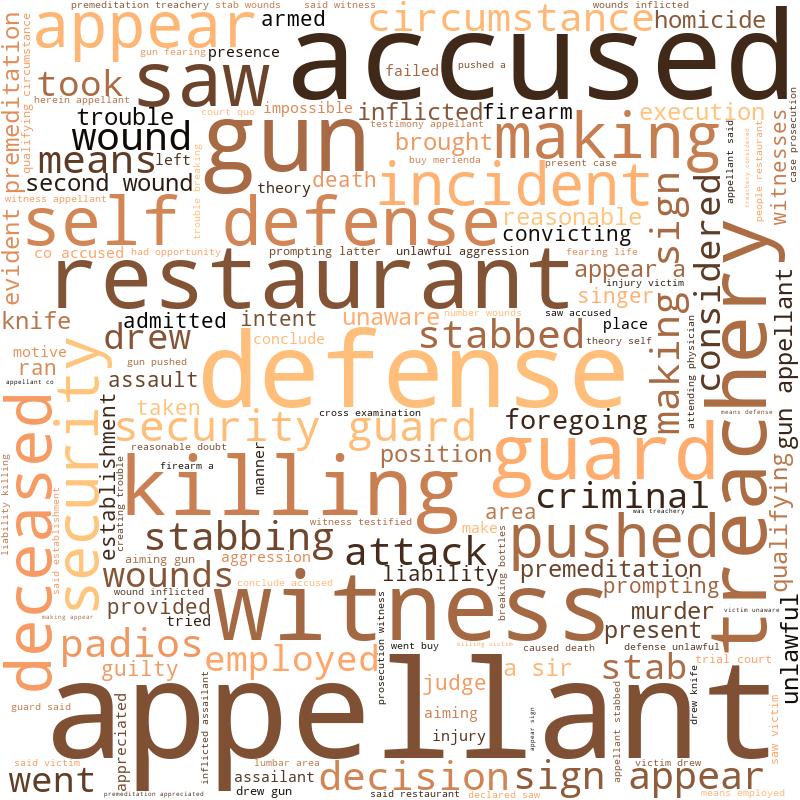 premeditation treachery stab wounds
said witness
wounds inflicted
appear
circumstance
armed
homicide
gun fearing
presence
accused
saw
failed
pushed a
took
herein appellant
court quo
impossible
inflicted
firearm
execution
trouble
testimony appellant
wound
gun
brought
making
means
left
buy merienda
present case
second wound
theory
death
incident
witness appellant
self defense
reasonable
convicting
co accused
had opportunity
prompting latter
unlawful aggression
fearing life
restaurant
appear a
injury victim
singer
knife
admitted
intent
unaware
number wounds
saw accused
place
drew
conclude
stabbed
theory self
motive
ran
gun pushed
defense
appellant co
assault
taken
cross examination
means defense
security guard
foregoing
reasonable doubt
position
guard
firearm a
killing
area
criminal
was treachery
witness testified
make
stabbing
attack
pushed
aiming gun
aggression
wounds
conclude accused
liability
premeditation
wound inflicted
prompting
making appear
provided
tried
witness
murder
victim unaware
present
padios
went buy
killing victim
caused death
defense unlawful
guilty
employed
a sir
stab
trial court
judge
appellant
guard said
aiming
injury
said victim
lumbar area
victim drew
means employed
went
assailant
decision
sign appear
drew gun
premeditation appreciated
said restaurant
declared saw
evident premeditation
qualifying circumstance
trouble breaking
making sign
considered
appellant said
treachery considered
people restaurant
witnesses
case prosecution
attending physician
treachery
gun appellant
qualifying
unlawful
deceased
security
establishment
liability killing
said establishment
creating trouble
manner
breaking bottles
prosecution witness
appreciated
inflicted assailant
appear sign
appellant stabbed
drew knife
saw victim